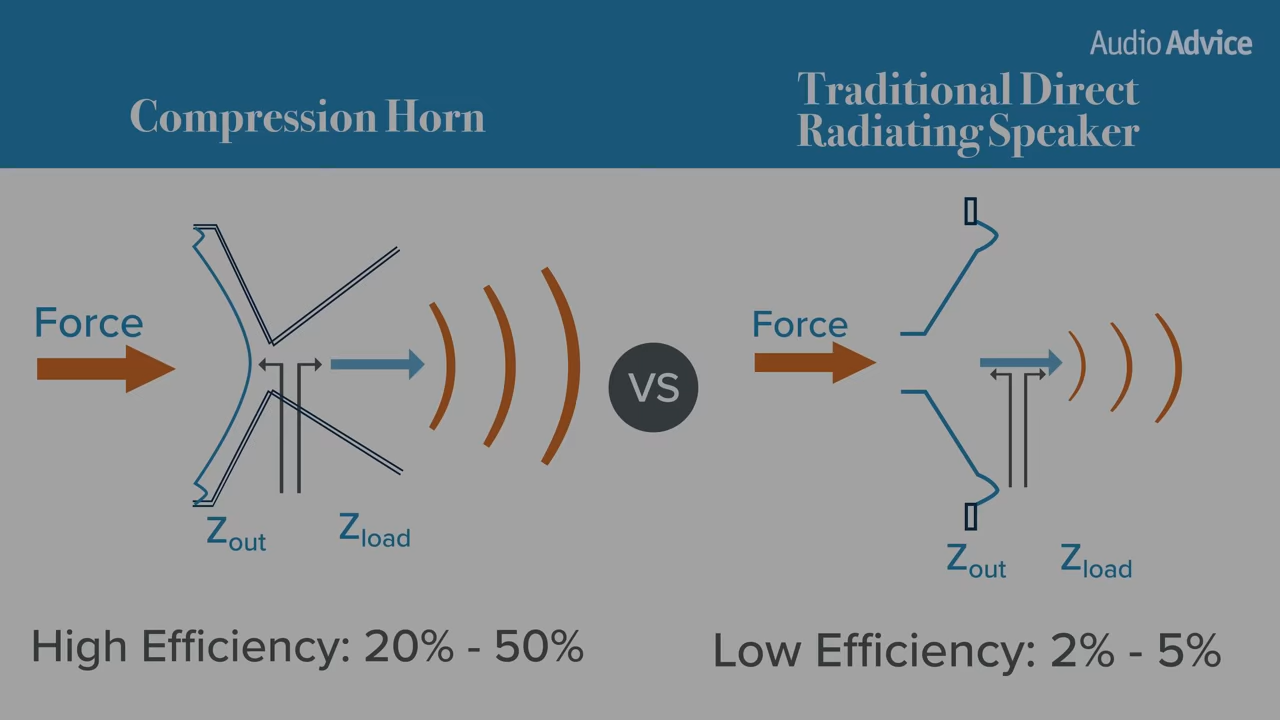 Audio Advice
Compression Horn
Traditional Direct
Radiating Speaker
Force
Zout
Zload
VS
Force
Zout
Zload
High Efficiency: 20% - 50%
Low Efficiency: 2% - 5%